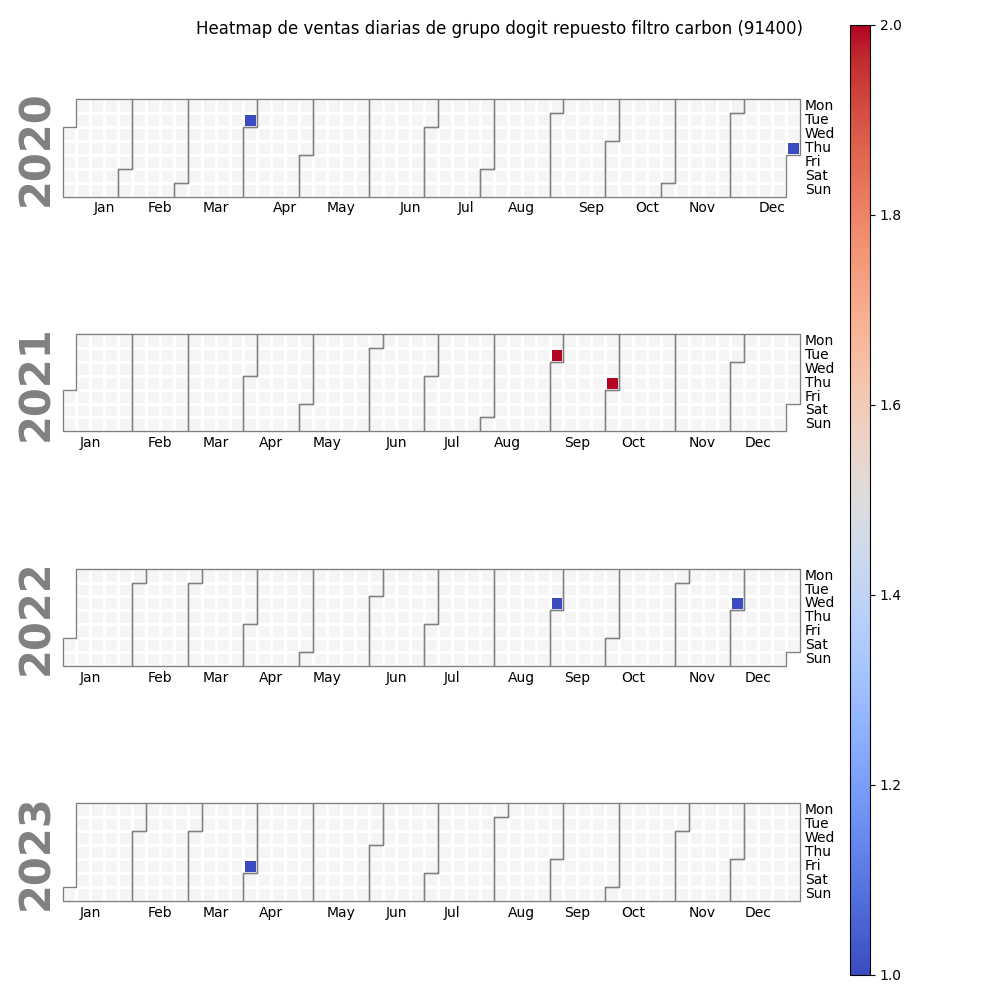 Heatmap de ventas diarias de grupo dogit repuesto filtro carbon (91400)
2020
Mon
Tue
Wed
Thu
Fri
Sat
Sun
Jan Feb Mar Apr May Jun Jul Aug Sep Oct Nov Dec
2021
Mon
Tue
Wed
Thu
Fri
Sat
Sun
Jan Feb Mar Apr May Jun Jul Aug Sep Oct Nov Dec
2022
Mon
Tue
Wed
Thu
Fri
Sat
Sun
Jan Feb Mar Apr May Jun Jul Aug Sep Oct Nov Dec
2023
Mon
Tue
Wed
Thu
Fri
Sat
Sun
Jan Feb Mar Apr May Jun Jul Aug Sep Oct Nov Dec
2.0
1.8
1.6
1.4
1.2
1.0